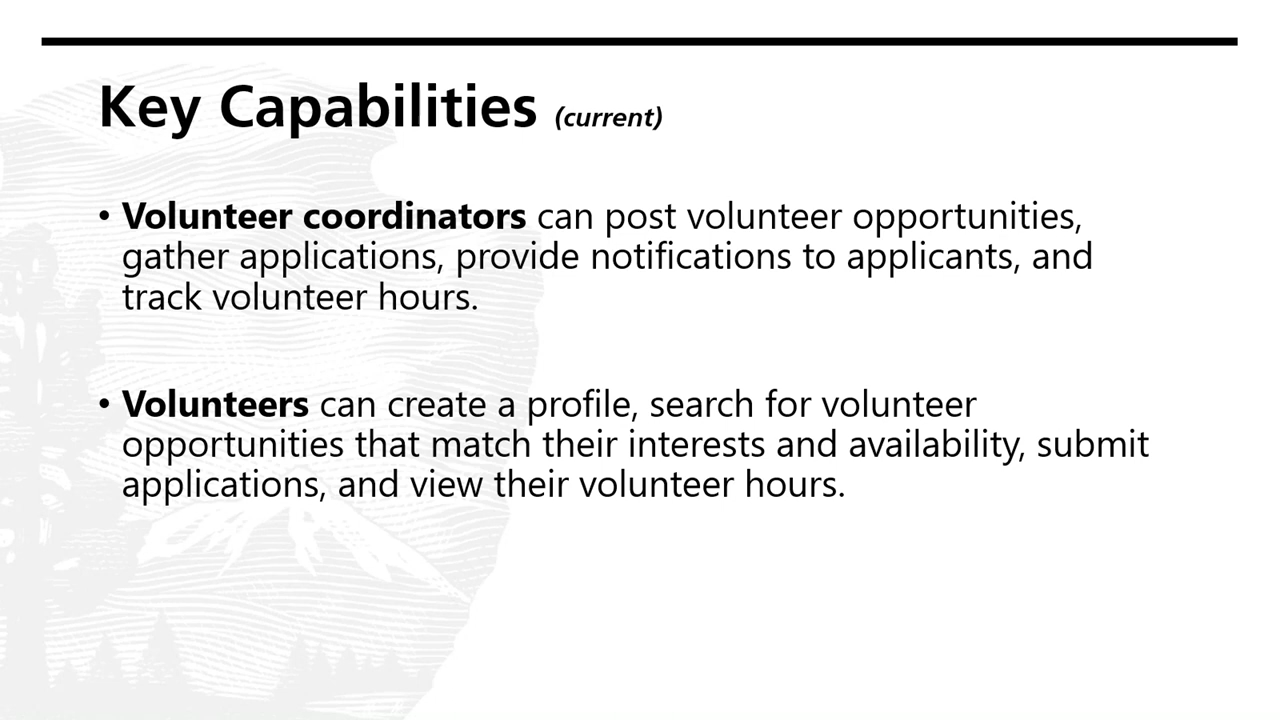 Key Capabilities (current)
• Volunteer coordinators can post volunteer opportunities,
gather applications, provide notifications to applicants, and
track volunteer hours.
• Volunteers can create a profile, search for volunteer
opportunities that match their interests and availability, submit
applications, and view their volunteer hours.